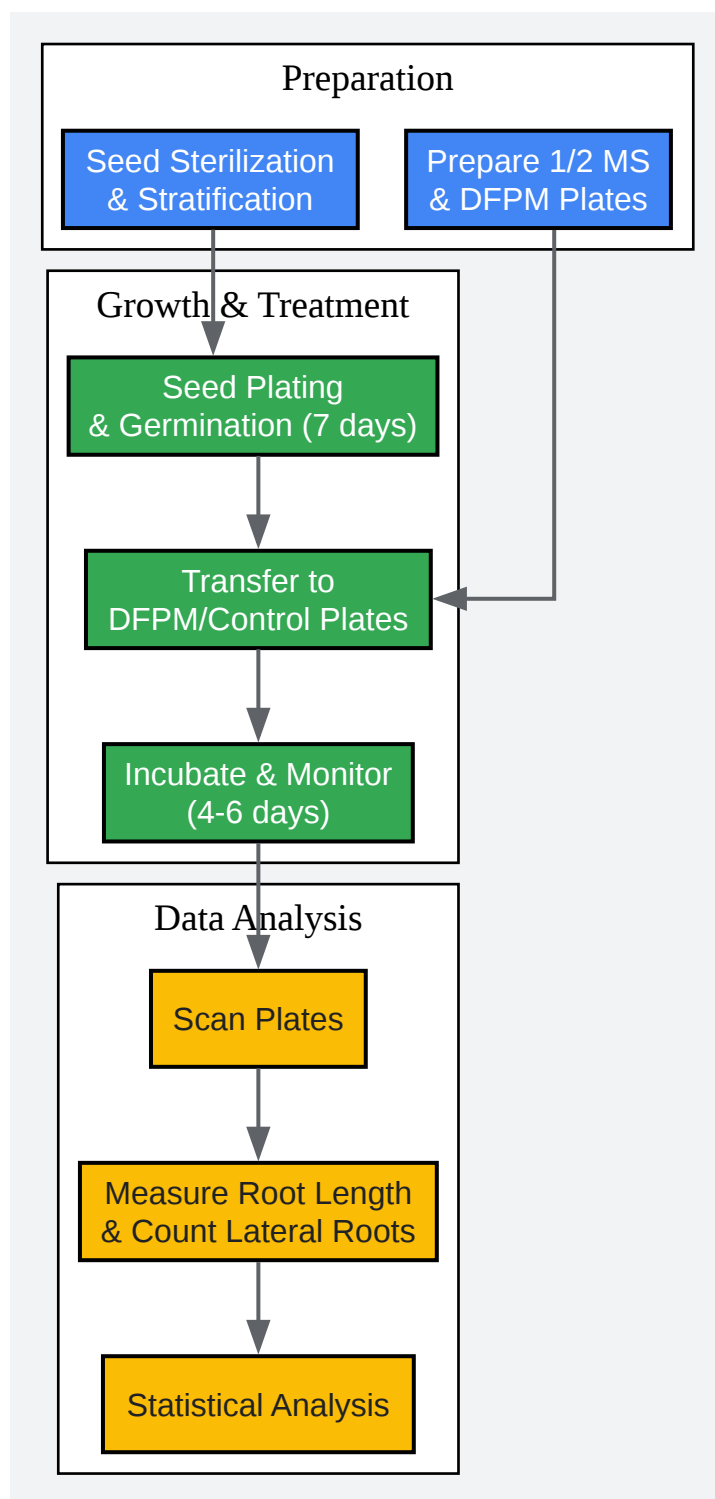 Preparation
Seed Sterilization
& Stratification
Prepare 1/2 MS
& DFPM Plates
Growth & Treatment
Seed Plating
& Germination (7 days)
Transfer to
DFPM/Control Plates
Incubate & Monitor
(4-6 days)
Data Analysis
Scan Plates
Measure Root Length
& Count Lateral Roots
Statistical Analysis